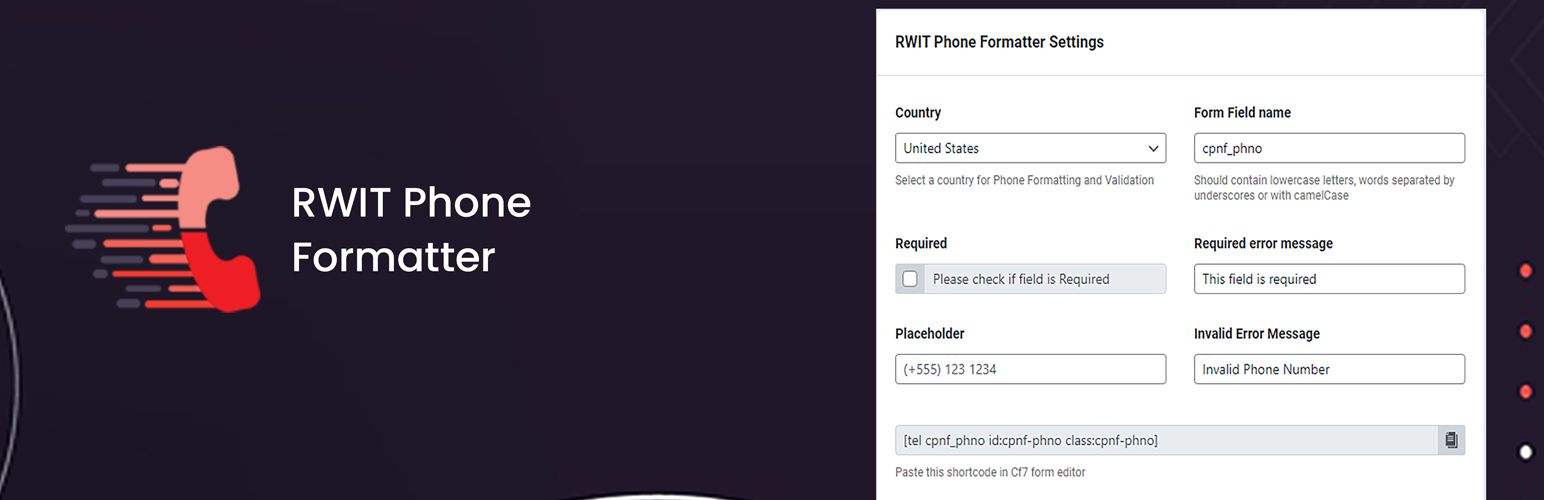 RWIT Phone
Formatter
RWIT Phone Formatter Settings
Country
Form Field name
United States
cpnf_phno
Select a country for Phone Formatting and Validation
Should contain lowercase letters, words separated by
underscores or with camelCase
Required
Required error message
Please check if field is Required
This field is required
Placeholder
Invalid Error Message
(+555) 123 1234
Invalid Phone Number
[tel cpnf_phno id:cpnf-phno class:cpnf-phno]
Paste this shortcode in Cf7 form editor